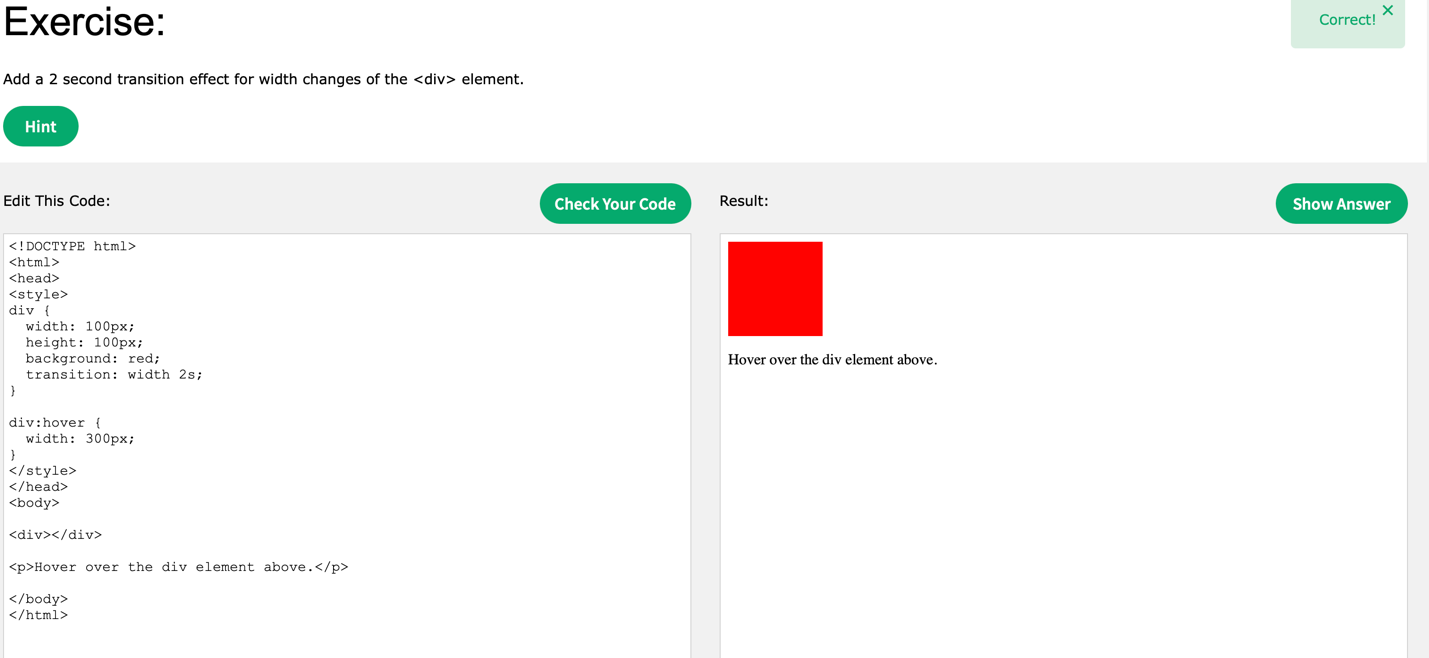 Exercise:
Correct! ×
Add a 2 second transition effect for width changes of the <div> element.
Hint
Edit This Code:
Check Your Code
<!DOCTYPE html>
<html>
<head>
<style>
div {
  width: 100px;
  height: 100px;
  background: red;
  transition: width 2s;
}
div:hover {
  width: 300px;
}
</style>
</head>
<body>
<div></div>
<p>Hover over the div element above.</p>
</body>
</html>
Result:
Show Answer
Hover over the div element above.